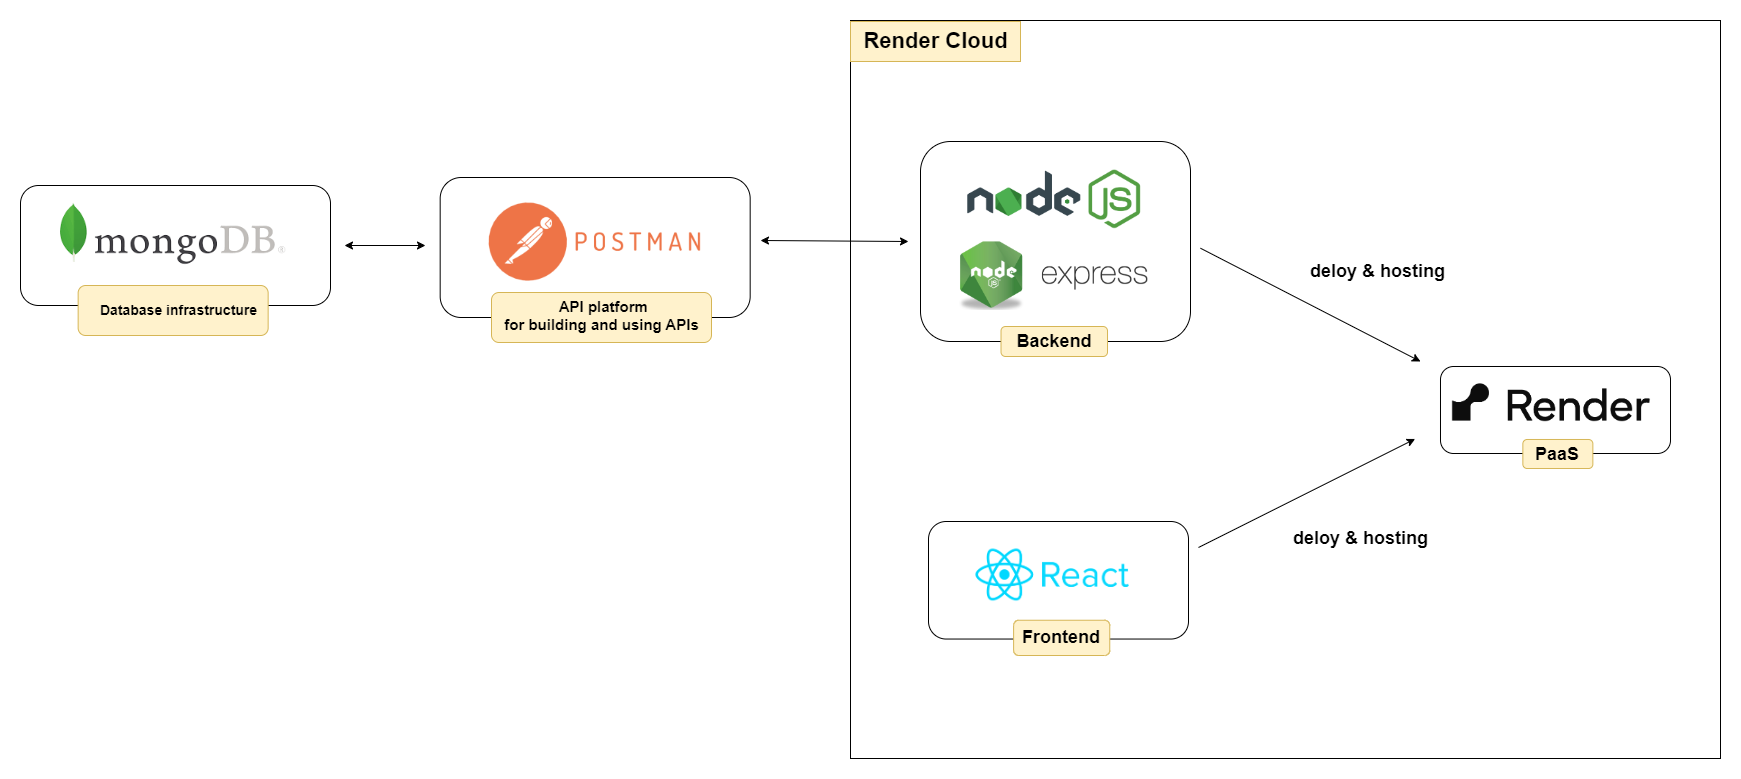 Render Cloud
mongoDB®
Database infrastructure
POSTMAN
API platform
for building and using APIs
node JS
node
JS
express
Backend
deloy & hosting
Render
PaaS
React
Frontend
deloy & hosting